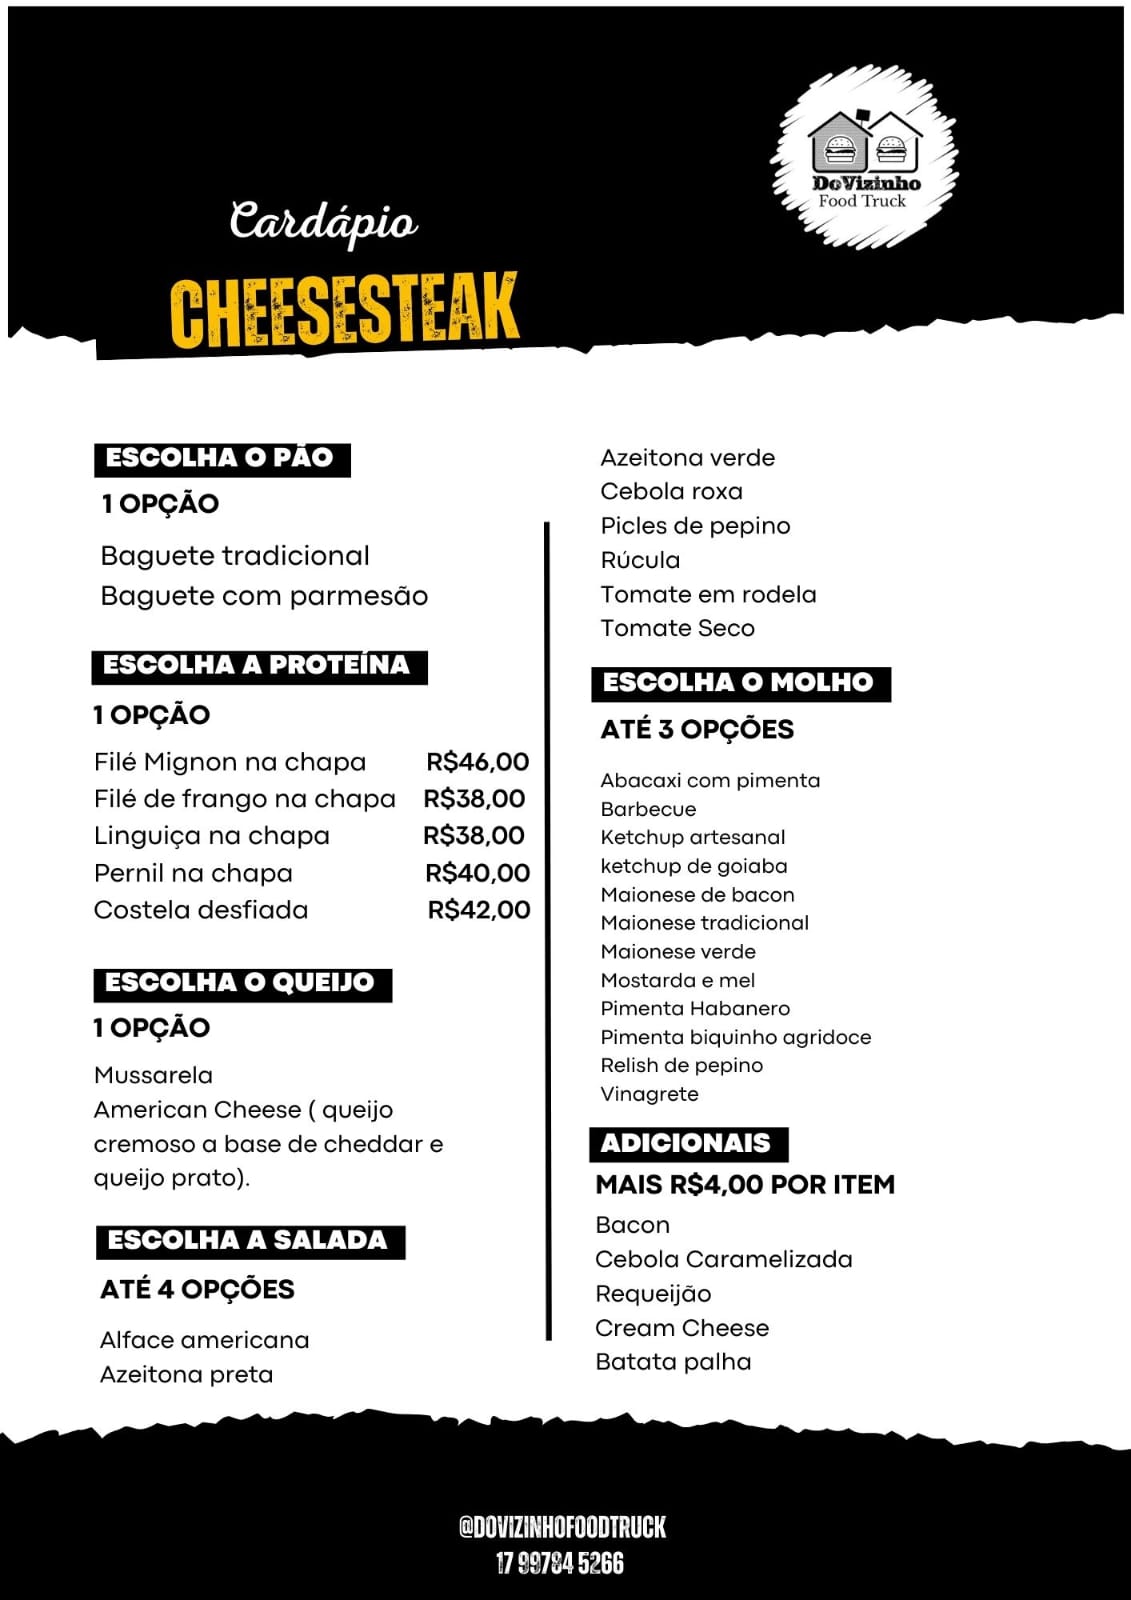 DoVizinho
Food Truck
Cardápio
CHEESESTEAK
ESCOLHA O PÃO
1 OPÇÃO
Baguete tradicional
Baguete com parmesão
ESCOLHA A PROTEÍNA
1 OPÇÃO
Filé Mignon na chapa R$46,00
Filé de frango na chapa R$38,00
Linguiça na chapa R$38,00
Pernil na chapa R$40,00
Costela desfiada R$42,00
ESCOLHA O QUEIJO
1 OPÇÃO
Mussarela
American Cheese ( queijo
cremoso a base de cheddar e
queijo prato).
ESCOLHA A SALADA
ATÉ 4 OPÇÕES
Alface americana
Azeitona preta
Azeitona verde
Cebola roxa
Picles de pepino
Rúcula
Tomate em rodela
Tomate Seco
ESCOLHA O MOLHO
ATÉ 3 OPÇÕES
Abacaxi com pimenta
Barbecue
Ketchup artesanal
ketchup de goiaba
Maionese de bacon
Maionese tradicional
Maionese verde
Mostarda e mel
Pimenta Habanero
Pimenta biquinho agridoce
Relish de pepino
Vinagrete
ADICIONAIS
MAIS R$4,00 POR ITEM
Bacon
Cebola Caramelizada
Requeijão
Cream Cheese
Batata palha
@DOVIZINHOFOODTRUCK
17 99784 5266